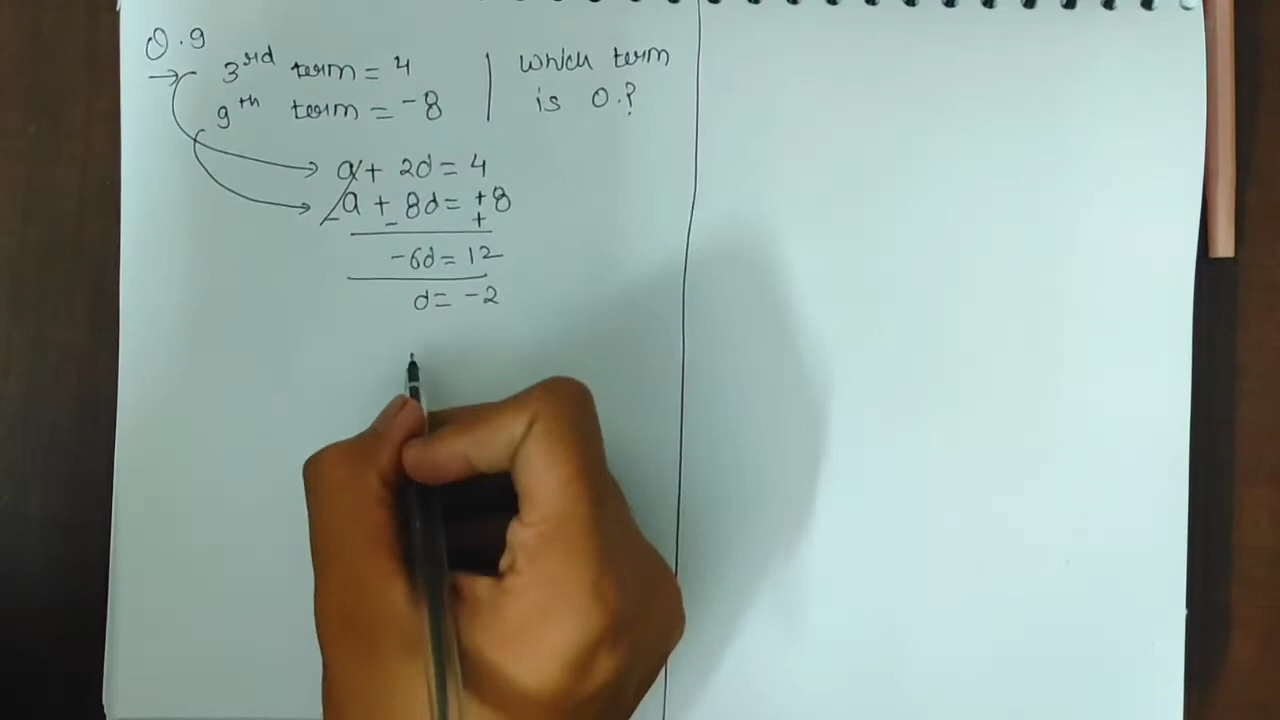 Q.9
→ 3rd term = 4 | which term
9th term = -8 | is 0.?
a + 2d = 4
a + 8d = +8
- - +
-6d = 12
d = -2